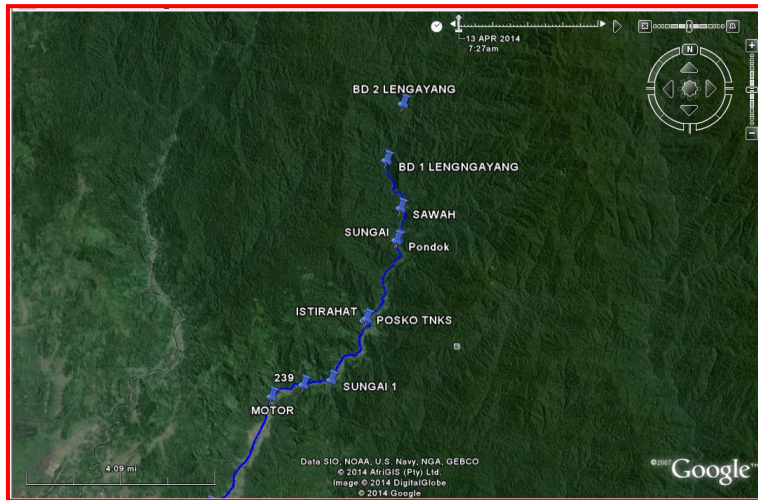 13 APR 2014
7:27am
N
BD 2 LENGAYANG
BD 1 LENGNGAYANG
SAWAH
SUNGAI
Pondok
ISTIRAHAT
POSKO TNKS
239
SUNGAI 1
MOTOR
4.09 mi
Data SIO, NOAA, U.S. Navy, NGA, GEBCO
© 2014 AfriGIS (Pty) Ltd.
Image © 2014 DigitalGlobe
© 2014 Google
©2007 Google™